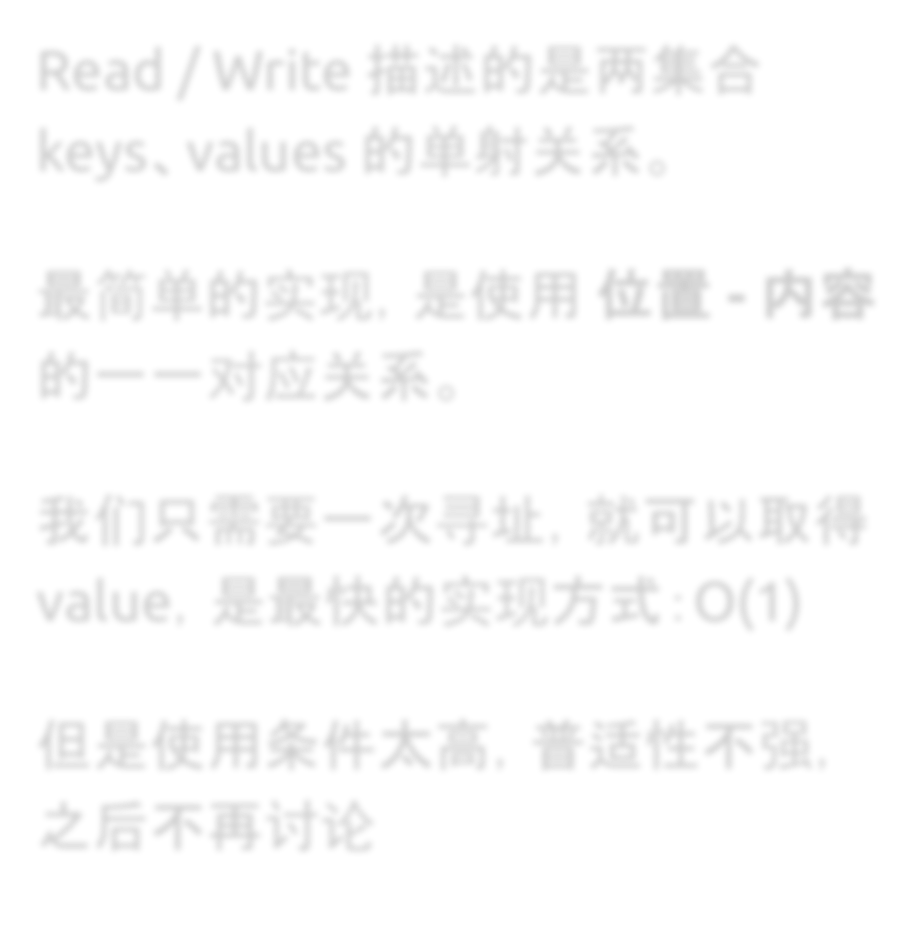 Read / Write 描述的是两集合
keys、values 的单射关系。
最简单的实现，是使用 位置 - 内容
的一一对应关系。
我们只需要一次寻址，就可以取得
value，是最快的实现方式：O(1)
但是使用条件太高，普适性不强，
之后不再讨论